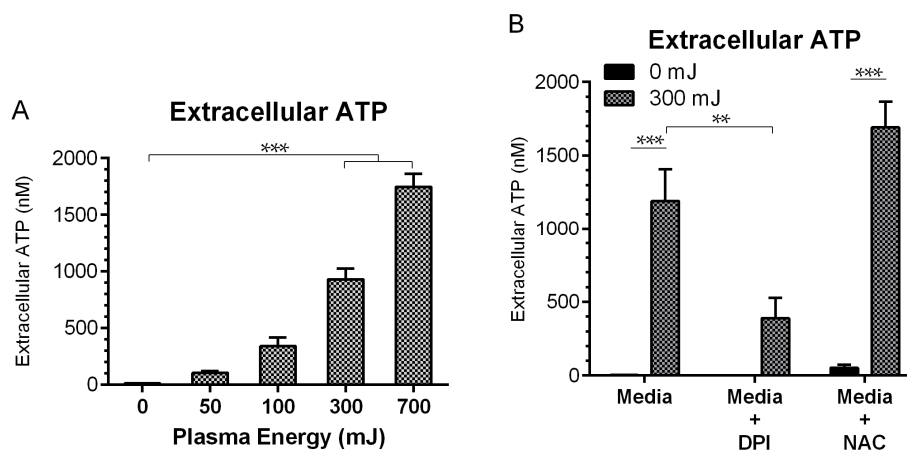 A
Extracellular ATP
***
Extracellular ATP (nM)
2000
1500
1000
500
0
0 50 100 300 700
Plasma Energy (mJ)
B
Extracellular ATP
0 mJ
300 mJ
***
**
***
Extracellular ATP (nM)
2000
1500
1000
500
0
Media Media Media
+ +
DPI NAC